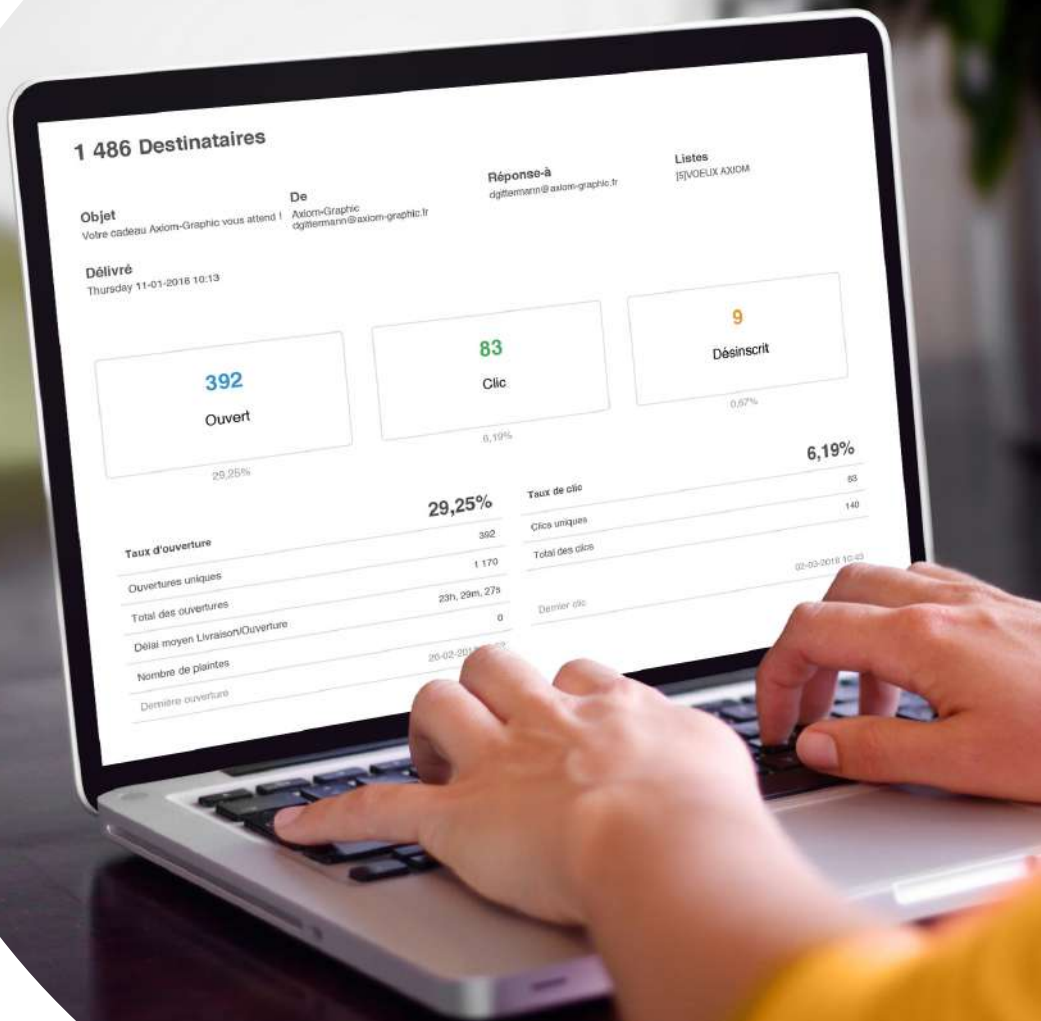 1 486 Destinataires
Objet
Votre cadeau Axiom-Graphic vous attend !
De
Axiom-Graphic
dgittermann@axiom-graphic.fr
Réponse-à
dgittermann@axiom-graphic.fr
Listes
[5]VOEUX AXIOM
Délivré
Thursday 11-01-2018 10:13
392
Ouvert
29,25%
83
Clic
6,19%
9
Désinscrit
0,67%
Taux d'ouverture 29,25%
Ouvertures uniques 392
Total des ouvertures 1 170
Délai moyen Livraison/Ouverture 23h, 29m, 27s
Nombre de plaintes 0
Dernière ouverture
Taux de clic 6,19%
Clics uniques 83
Total des clics 140
Dernier clic 02-03-2018 10:43